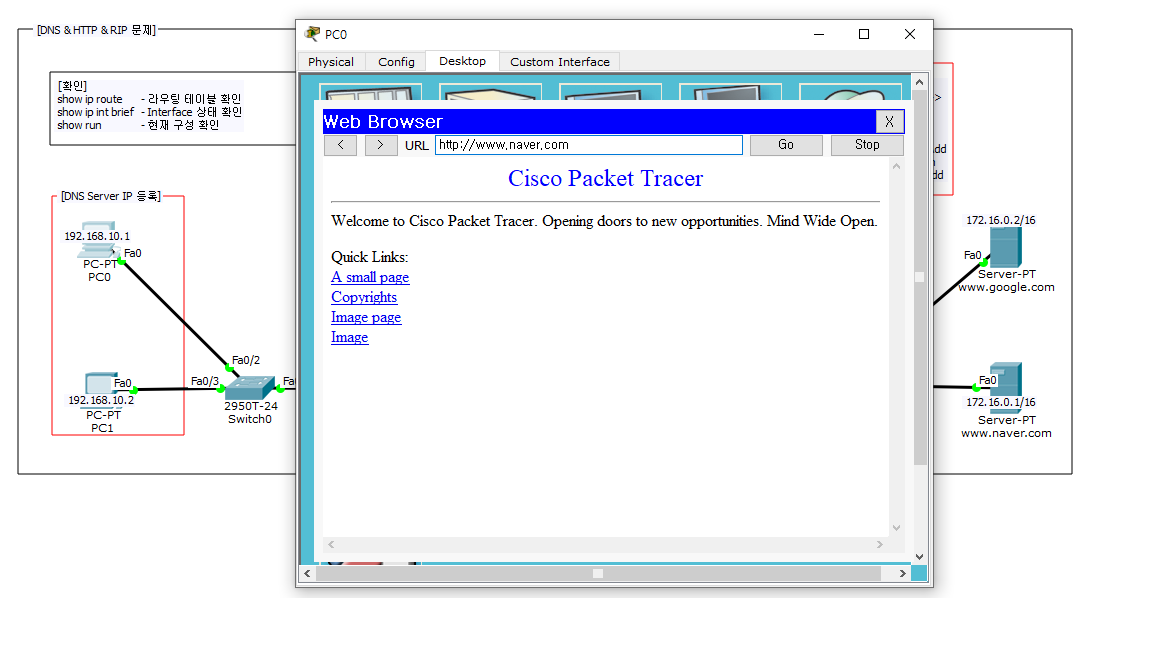 [DNS & HTTP & RIP 문제]
[확인]
show ip route - 라우팅 테이블 확인
show ip int brief - Interface 상태 확인
show run - 현재 구성 확인
[DNS Server IP 등록]
192.168.10.1
Fa0
PC-PT
PC0
Fa0/2
Fa0/3
Fa0
192.168.10.2
PC-PT
PC1
2950T-24
Switch0
PC0
Physical
Config
Desktop
Custom Interface
Web Browser
X
<
>
URL
http://www.naver.com
Go
Stop
Cisco Packet Tracer
Welcome to Cisco Packet Tracer. Opening doors to new opportunities. Mind Wide Open.
Quick Links:
A small page
Copyrights
Image page
Image
>
172.16.0.2/16
Fa0
Server-PT
www.google.com
Fa0
172.16.0.1/16
Server-PT
www.naver.com